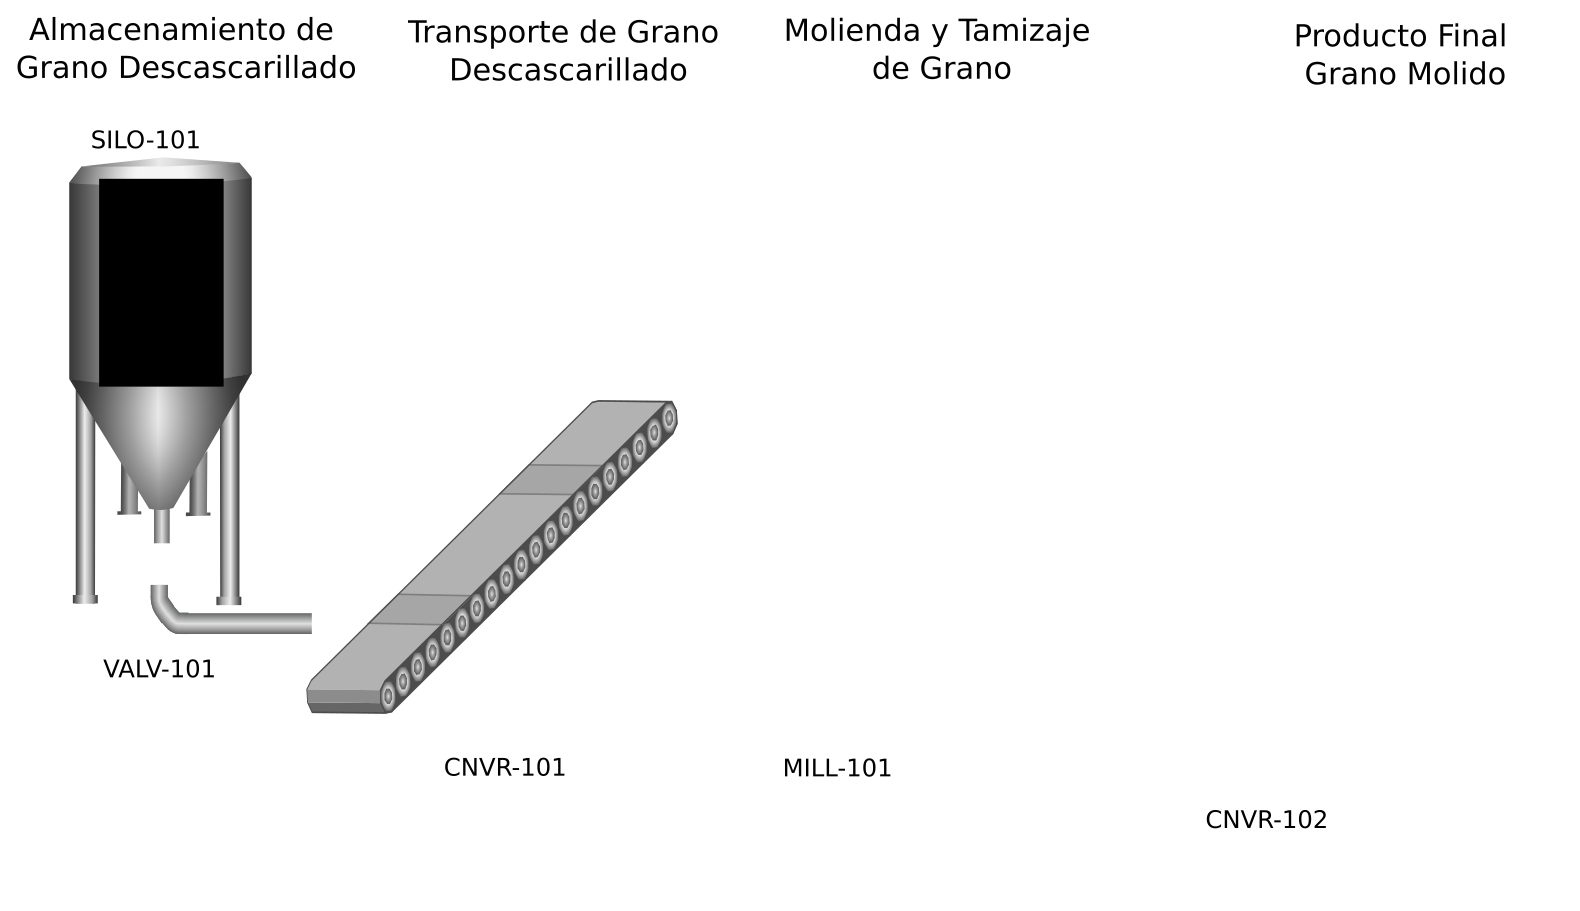 Almacenamiento de
Grano Descascarillado
Transporte de Grano
Descascarillado
Molienda y Tamizaje
de Grano
Producto Final
Grano Molido
SILO-101
VALV-101
CNVR-101
MILL-101
CNVR-102